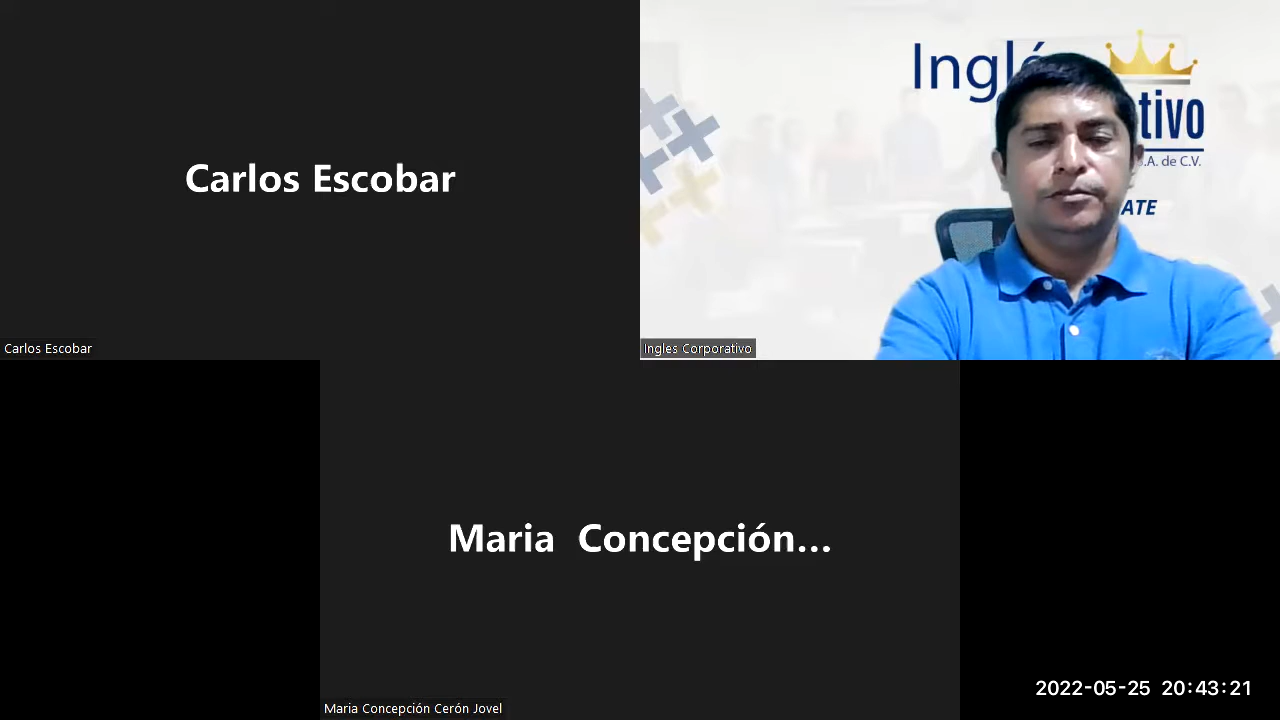 Carlos Escobar
Carlos Escobar
Inglé
tivo
.A. de C.V.
ATE
Ingles Corporativo
Maria Concepción...
Maria Concepción Cerón Jovel
2022-05-25 20:43:21